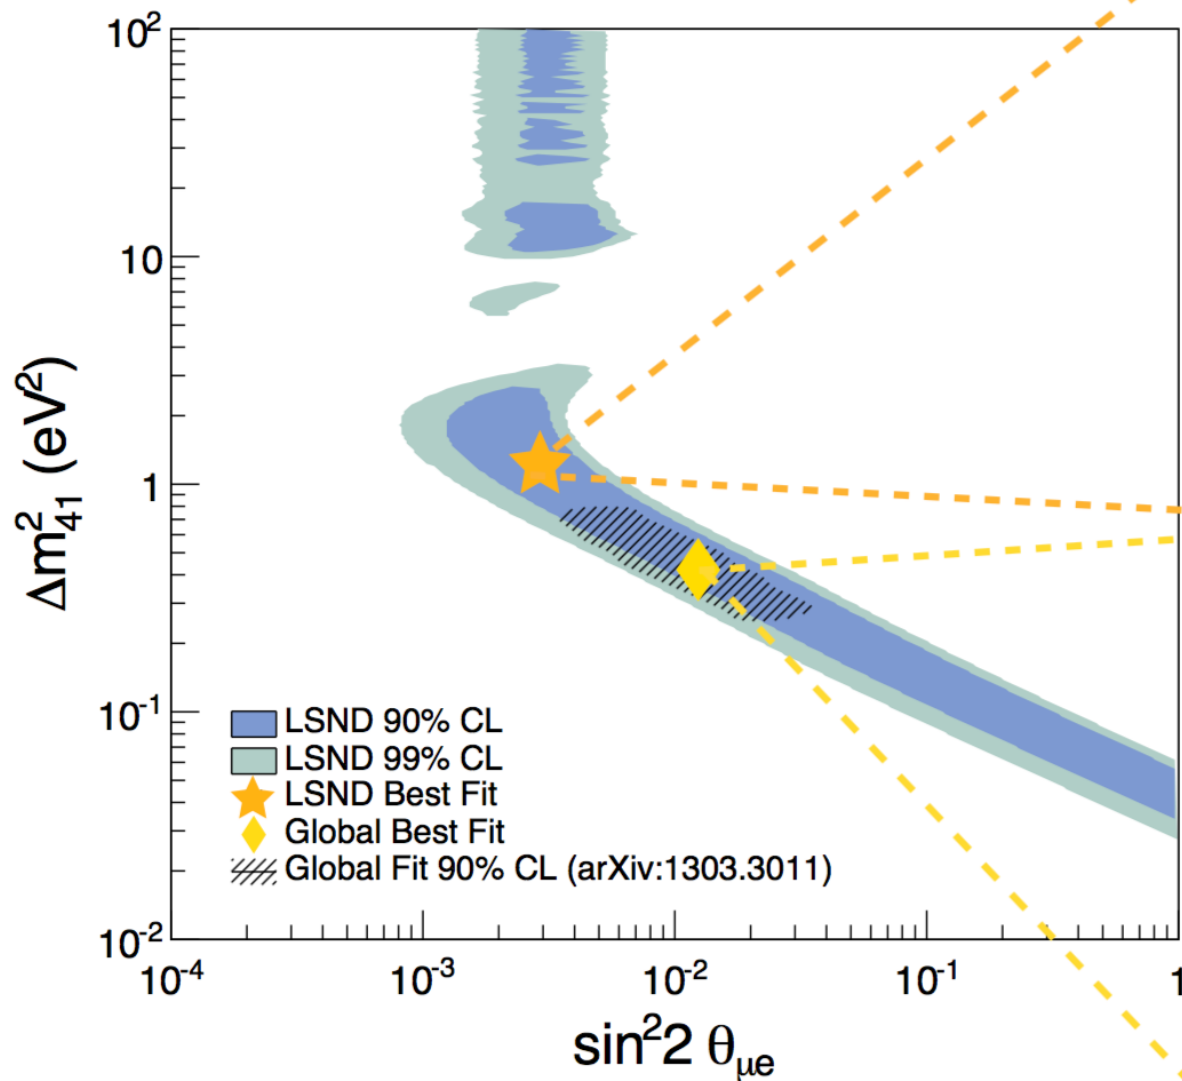 10²
10
1
10⁻¹
10⁻²
Δm²₄₁ (eV²)
LSND 90% CL
LSND 99% CL
LSND Best Fit
Global Best Fit
Global Fit 90% CL (arXiv:1303.3011)
10⁻⁴ 10⁻³ 10⁻² 10⁻¹ 1
sin²2 θμe